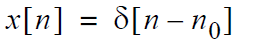 x[n] = δ[n − n₀]